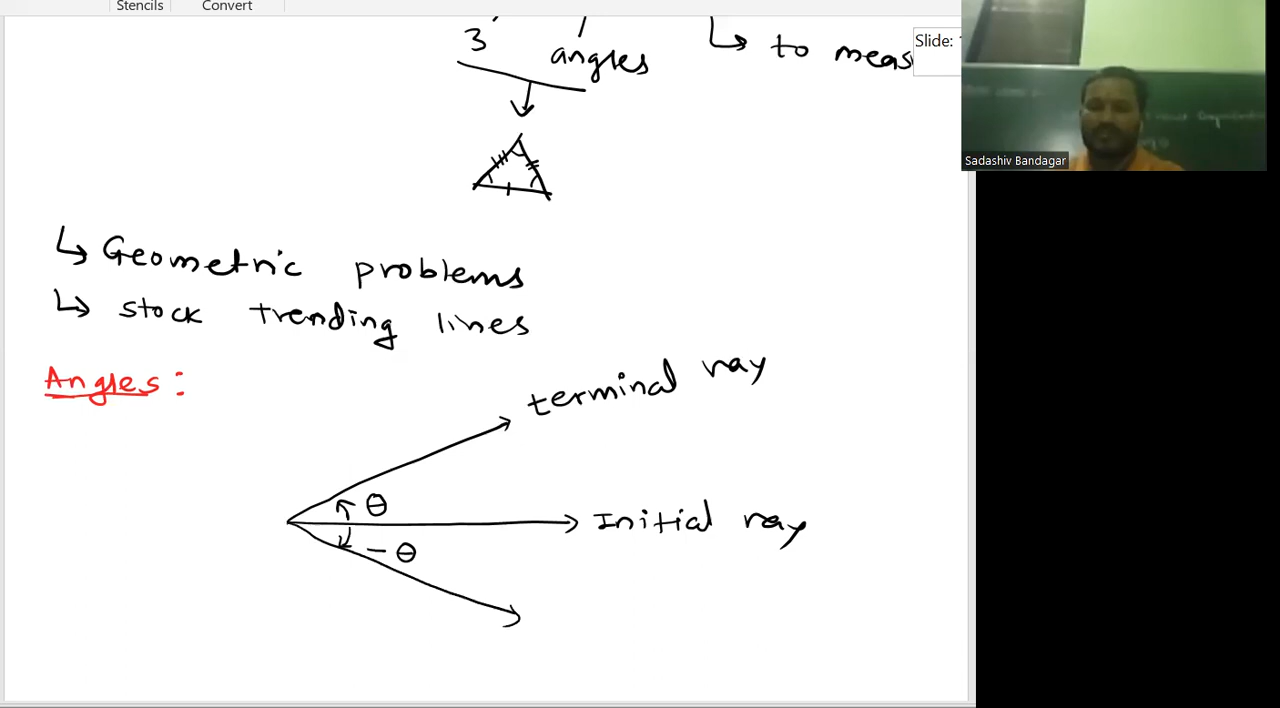 Stencils Convert
3 angles ↳ to meas
Slide:
Sadashiv Bandagar
↳ Geometric problems
↳ stock trending lines
Angles:
terminal ray
θ
Initial ray
-θ